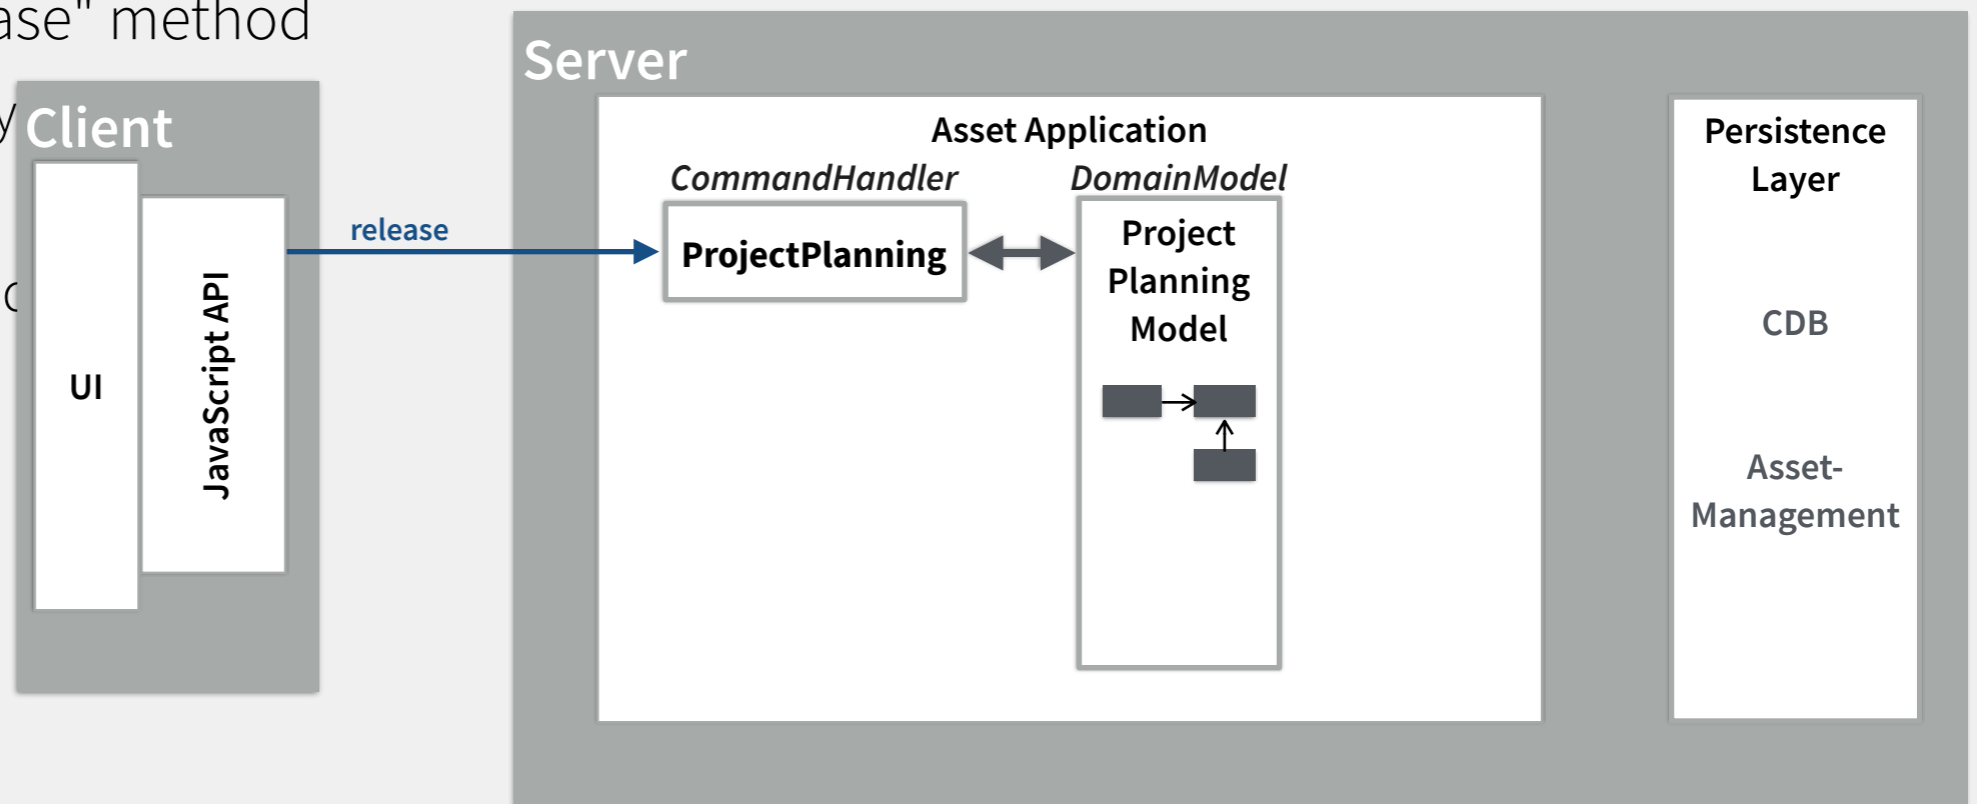 method
Client
UI
JavaScript API
release
Server
Asset Application
CommandHandler
ProjectPlanning
DomainModel
Project
Planning
Model
Persistence
Layer
CDB
Asset-
Management